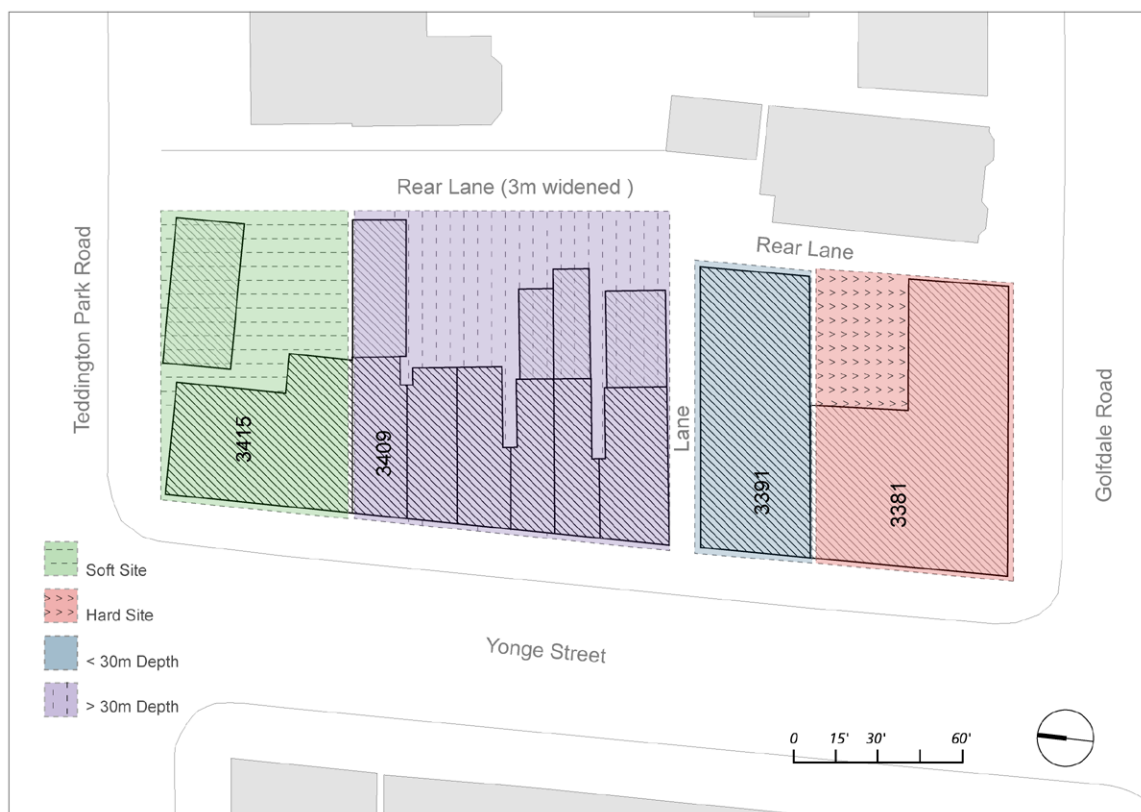 Rear Lane (3m widened )
Rear Lane
Teddington Park Road
3415
3409
Lane
3391
3381
Golfdale Road
Yonge Street
Soft Site
Hard Site
< 30m Depth
> 30m Depth
0 15' 30' 60'